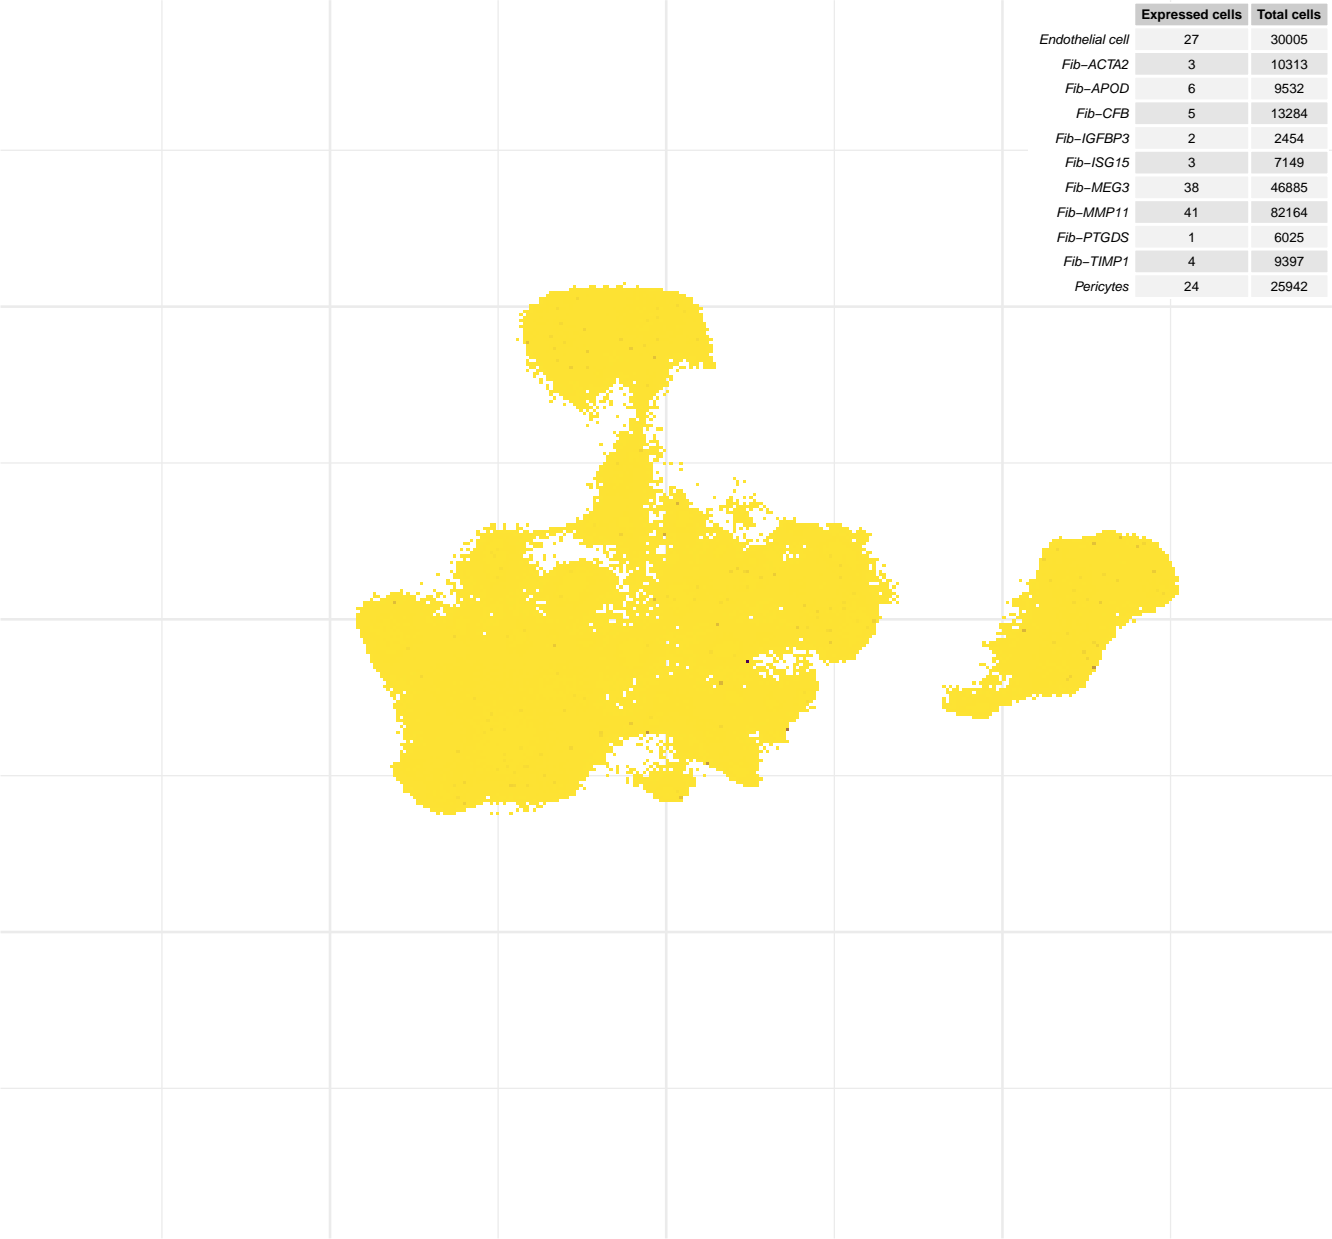 Expressed cells Total cells
Endothelial cell 27 30005
Fib−ACTA2 3 10313
Fib−APOD 6 9532
Fib−CFB 5 13284
Fib−IGFBP3 2 2454
Fib−ISG15 3 7149
Fib−MEG3 38 46885
Fib−MMP11 41 82164
Fib−PTGDS 1 6025
Fib−TIMP1 4 9397
Pericytes 24 25942